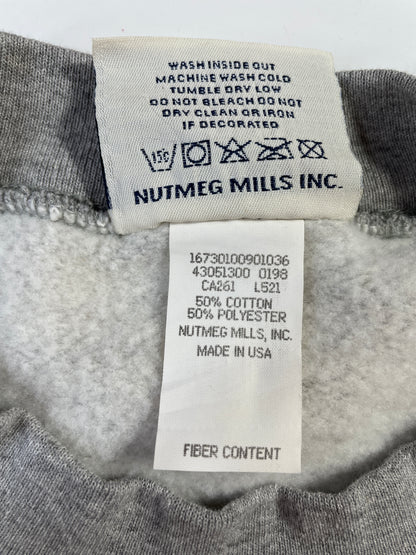 WASH INSIDE OUT
MACHINE WASH COLD
TUMBLE DRY LOW
DO NOT BLEACH DO NOT
DRY CLEAN OR IRON
IF DECORATED
NUTMEG MILLS INC.
16730100901036
43051300 0198
CA261 L521
50% COTTON
50% POLYESTER
NUTMEG MILLS, INC.
MADE IN USA
FIBER CONTENT